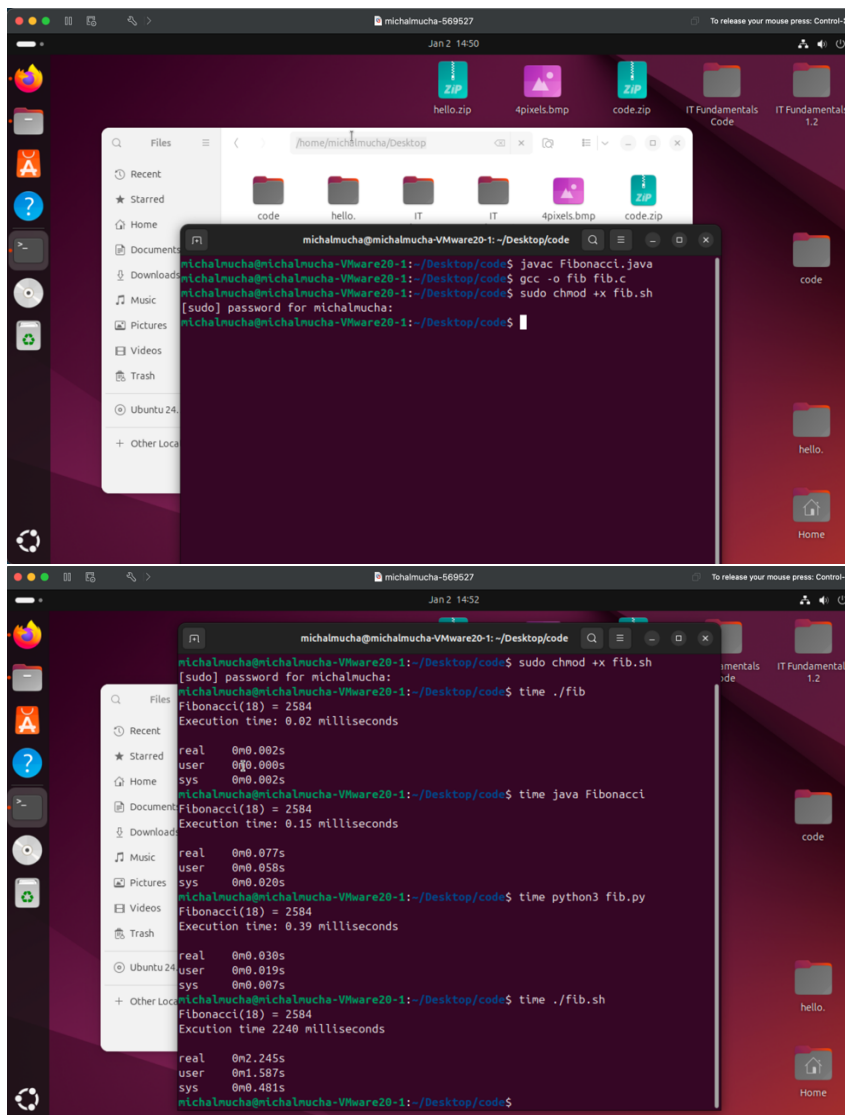 michalmucha-569527
To release your mouse press: Control-
Jan 2 14:50
ZIP
ZIP
hello.zip
4pixels.bmp
code.zip
IT Fundamentals
Code
IT Fundamental
1.2
Files
/home/michalmucha/Desktop
Recent
Starred
Home
Documents
Downloads
Music
Pictures
Videos
Trash
Ubuntu 24.
Other Loca
code
hello.
IT
IT
4pixels.bmp
ZIP
code.zip
michalmucha@michalmucha-VMware20-1: ~/Desktop/code
michalmucha@michalmucha-VMware20-1:~/Desktop/code$ javac Fibonacci.java
michalmucha@michalmucha-VMware20-1:~/Desktop/code$ gcc -o fib fib.c
michalmucha@michalmucha-VMware20-1:~/Desktop/code$ sudo chmod +x fib.sh
[sudo] password for michalmucha:
michalmucha@michalmucha-VMware20-1:~/Desktop/code$
code
hello.
Home
michalmucha-569527
To release your mouse press: Control-
Jan 2 14:52
amentals
ode
IT Fundamental
1.2
Files
Recent
Starred
Home
Document
Downloads
Music
Pictures
Videos
Trash
Ubuntu 24
Other Loca
michalmucha@michalmucha-VMware20-1: ~/Desktop/code
michalmucha@michalmucha-VMware20-1:~/Desktop/code$ sudo chmod +x fib.sh
[sudo] password for michalmucha:
michalmucha@michalmucha-VMware20-1:~/Desktop/code$ time ./fib
Fibonacci(18) = 2584
Execution time: 0.02 milliseconds
real 0m0.002s
user 0m0.000s
sys 0m0.002s
michalmucha@michalmucha-VMware20-1:~/Desktop/code$ time java Fibonacci
Fibonacci(18) = 2584
Execution time: 0.15 milliseconds
real 0m0.077s
user 0m0.058s
sys 0m0.020s
michalmucha@michalmucha-VMware20-1:~/Desktop/code$ time python3 fib.py
Fibonacci(18) = 2584
Execution time: 0.39 milliseconds
real 0m0.030s
user 0m0.019s
sys 0m0.007s
michalmucha@michalmucha-VMware20-1:~/Desktop/code$ time ./fib.sh
Fibonacci(18) = 2584
Excution time 2240 milliseconds
real 0m2.245s
user 0m1.587s
sys 0m0.481s
michalmucha@michalmucha-VMware20-1:~/Desktop/code$
code
hello.
Home